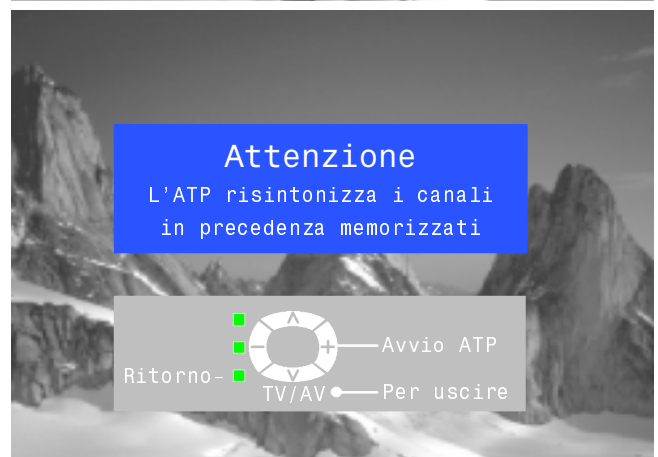 Attenzione
L'ATP risintonizza i canali
in precedenza memorizzati
Avvio ATP
Ritorno
TV/AV
Per uscire